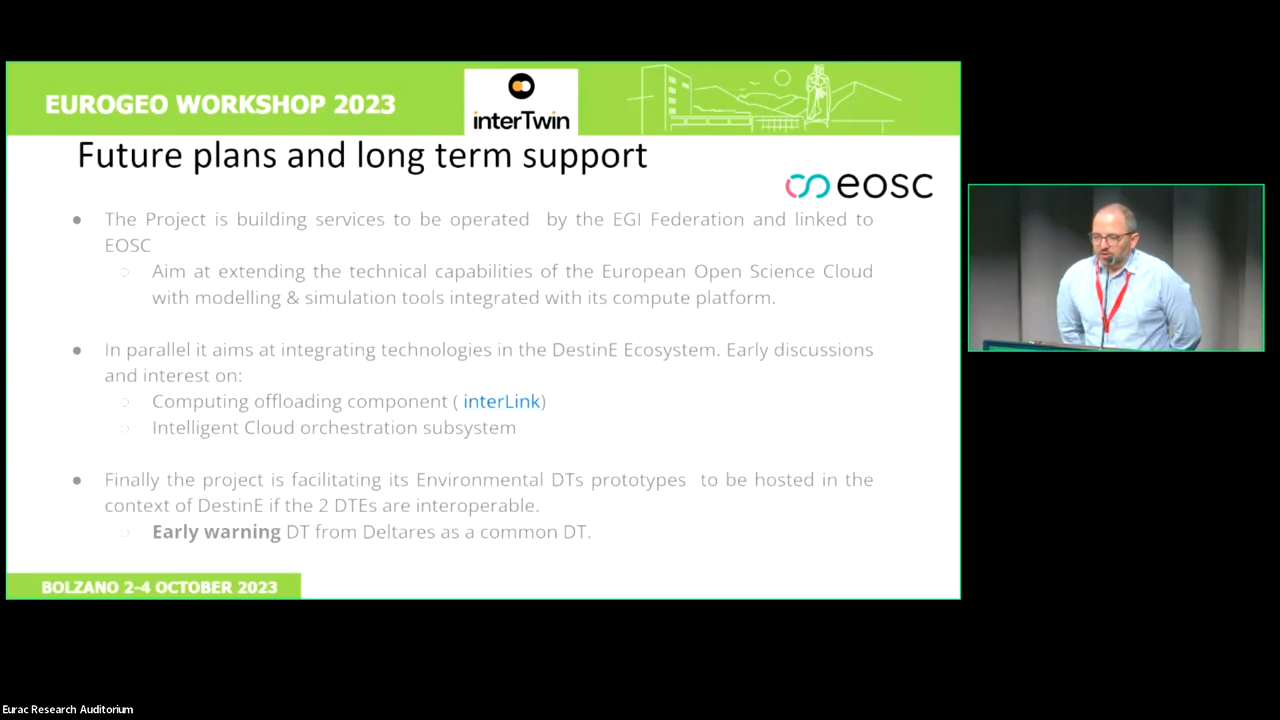 EUROGEO WORKSHOP 2023
interTwin
Future plans and long term support
eosc
● The Project is building services to be operated by the EGI Federation and linked to
EOSC
○ Aim at extending the technical capabilities of the European Open Science Cloud
with modelling & simulation tools integrated with its compute platform.
● In parallel it aims at integrating technologies in the DestinE Ecosystem. Early discussions
and interest on:
○ Computing offloading component ( interLink)
○ Intelligent Cloud orchestration subsystem
● Finally the project is facilitating its Environmental DTs prototypes to be hosted in the
context of DestinE if the 2 DTEs are interoperable.
○ Early warning DT from Deltares as a common DT.
BOLZANO 2-4 OCTOBER 2023
Eurac Research Auditorium